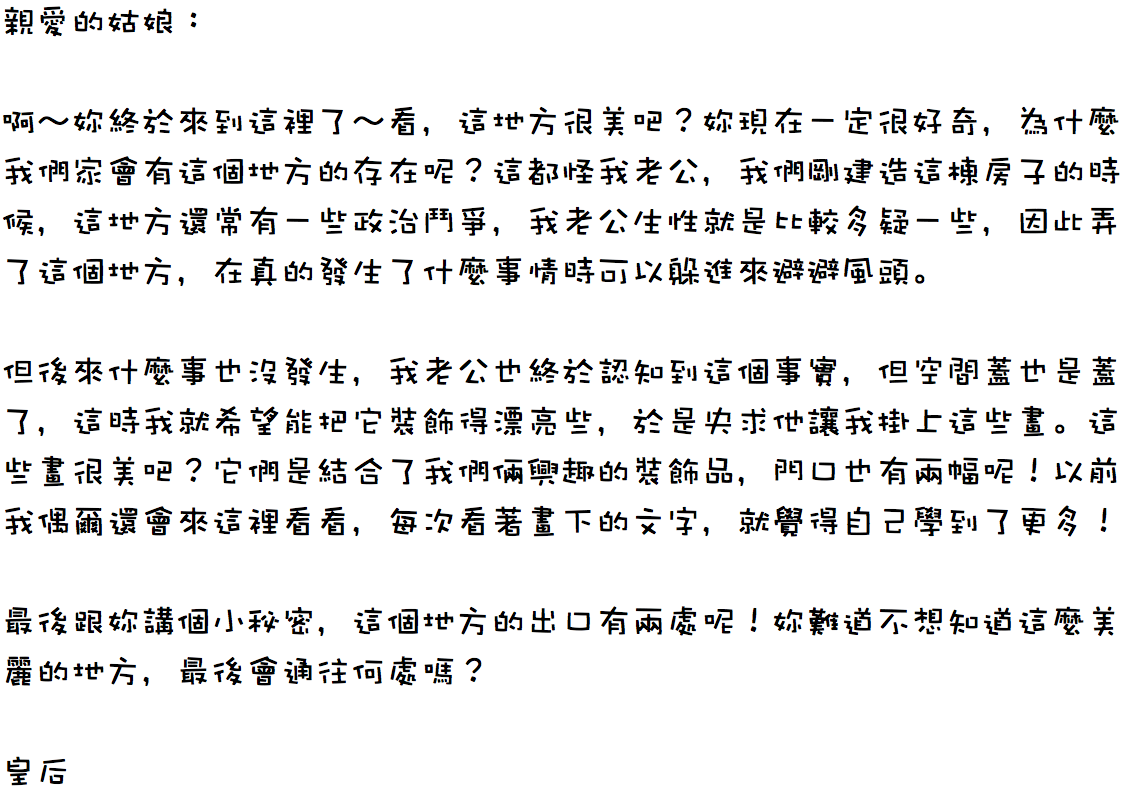 親愛的姑娘：
啊～妳終於來到這裡了～看，這地方很美吧？妳現在一定很好奇，為什麼
我們家會有這個地方的存在呢？這都怪我老公，我們剛建造這棟房子的時
候，這地方還常有一些政治鬥爭，我老公生性就是比較多疑一些，因此弄
了這個地方，在真的發生了什麼事情時可以躲進來避避風頭。
但後來什麼事也沒發生，我老公也終於認知到這個事實，但空間蓋也是蓋
了，這時我就希望能把它裝飾得漂亮些，於是央求他讓我掛上這些畫。這
些畫很美吧？它們是結合了我們倆興趣的裝飾品，門口也有兩幅呢！以前
我偶爾還會來這裡看看，每次看著畫下的文字，就覺得自己學到了更多！
最後跟妳講個小秘密，這個地方的出口有兩處呢！妳難道不想知道這麼美
麗的地方，最後會通往何處嗎？
皇后